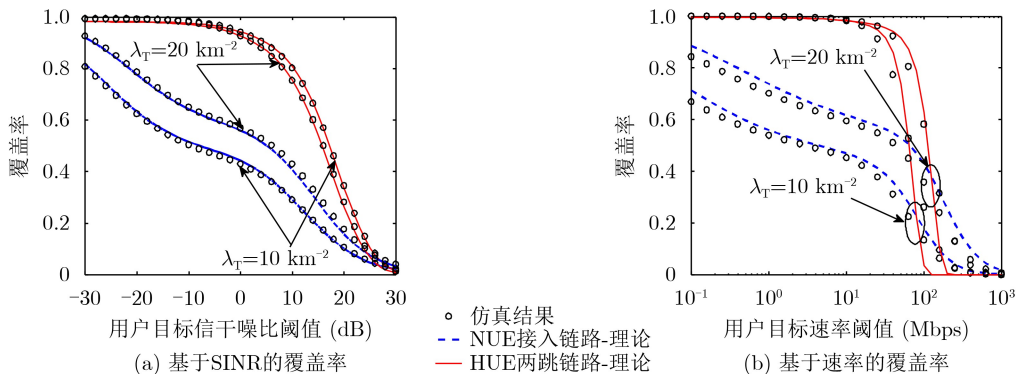 覆盖率
1.0
0.8
0.6
0.4
0.2
0
λT=20 km−2
λT=10 km−2
−30 −20 −10 0 10 20 30
用户目标信干噪比阈值 (dB)
(a) 基于SINR的覆盖率
仿真结果
NUE接入链路-理论
HUE两跳链路-理论
覆盖率
1.0
0.8
0.6
0.4
0.2
0
λT=20 km−2
λT=10 km−2
10−1 100 101 102 103
用户目标速率阈值 (Mbps)
(b) 基于速率的覆盖率